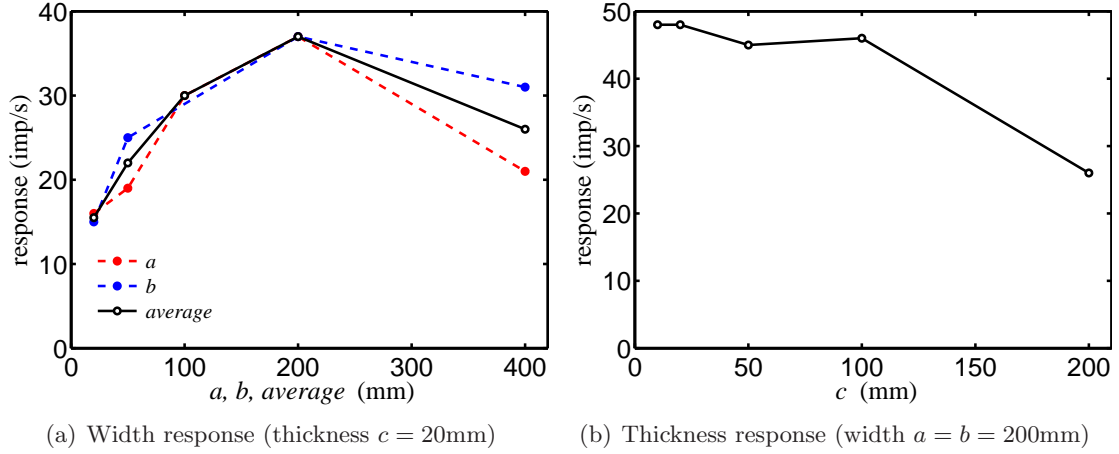 40
30
20
10
0
response (imp/s)
a
b
average
0 100 200 300 400
a, b, average (mm)
(a) Width response (thickness c = 20mm)
50
40
30
20
10
0
response (imp/s)
0 50 100 150 200
c (mm)
(b) Thickness response (width a = b = 200mm)